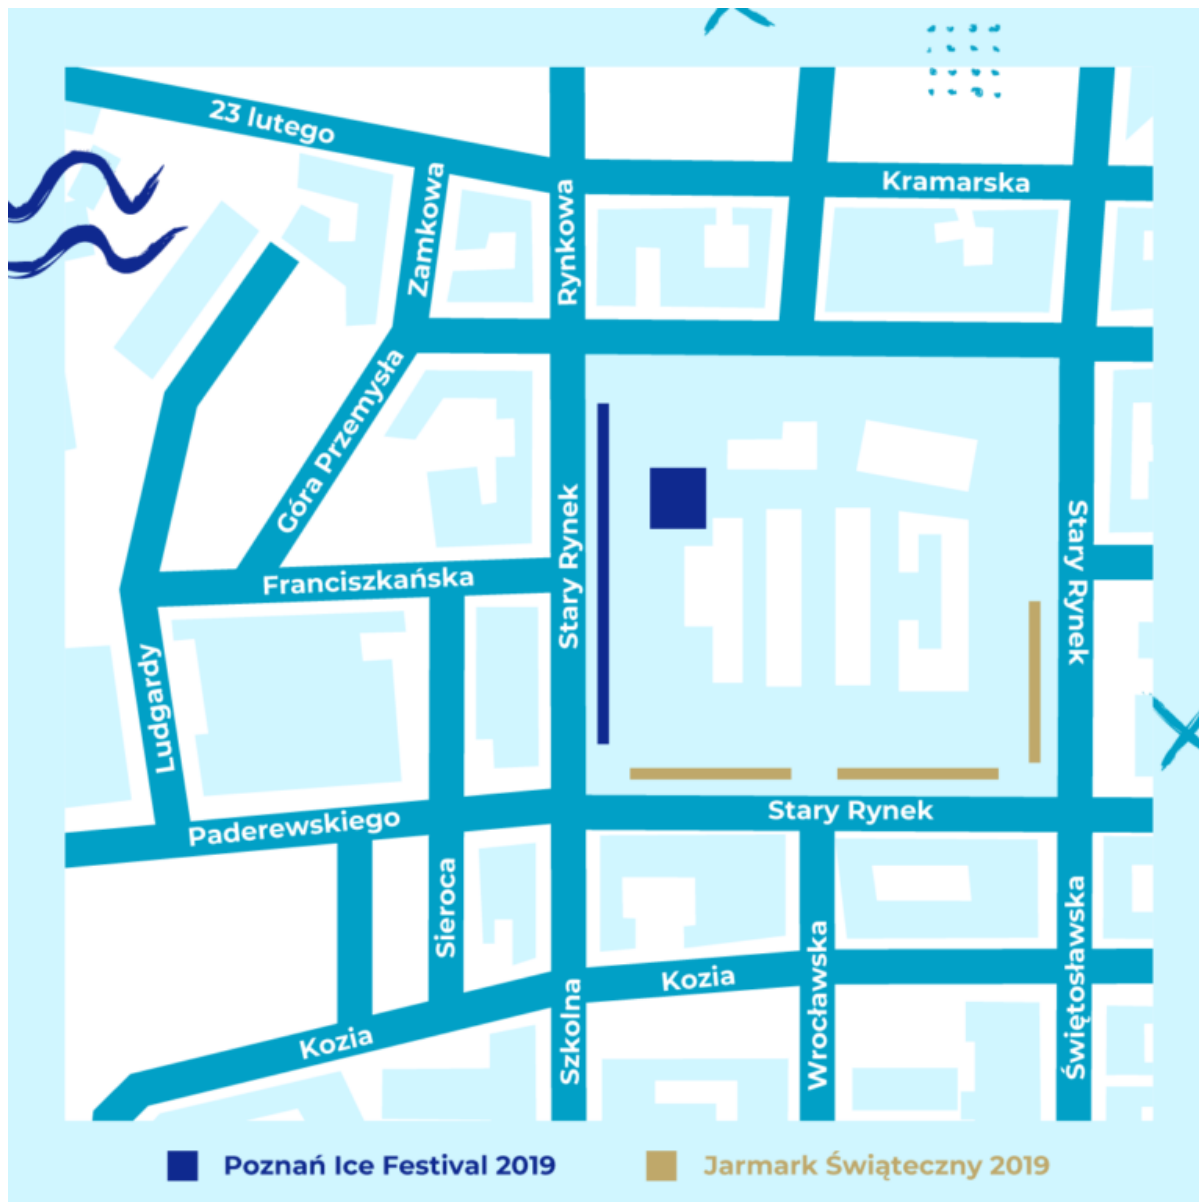 23 lutego
Kramarska
Zamkowa
Rynkowa
Góra Przemysła
Stary Rynek
Stary Rynek
Franciszkańska
Ludgardy
Stary Rynek
Paderewskiego
Sieroca
Kozia
Kozia
Szkolna
Wrocławska
Świętosławska
Poznań Ice Festival 2019
Jarmark Świąteczny 2019